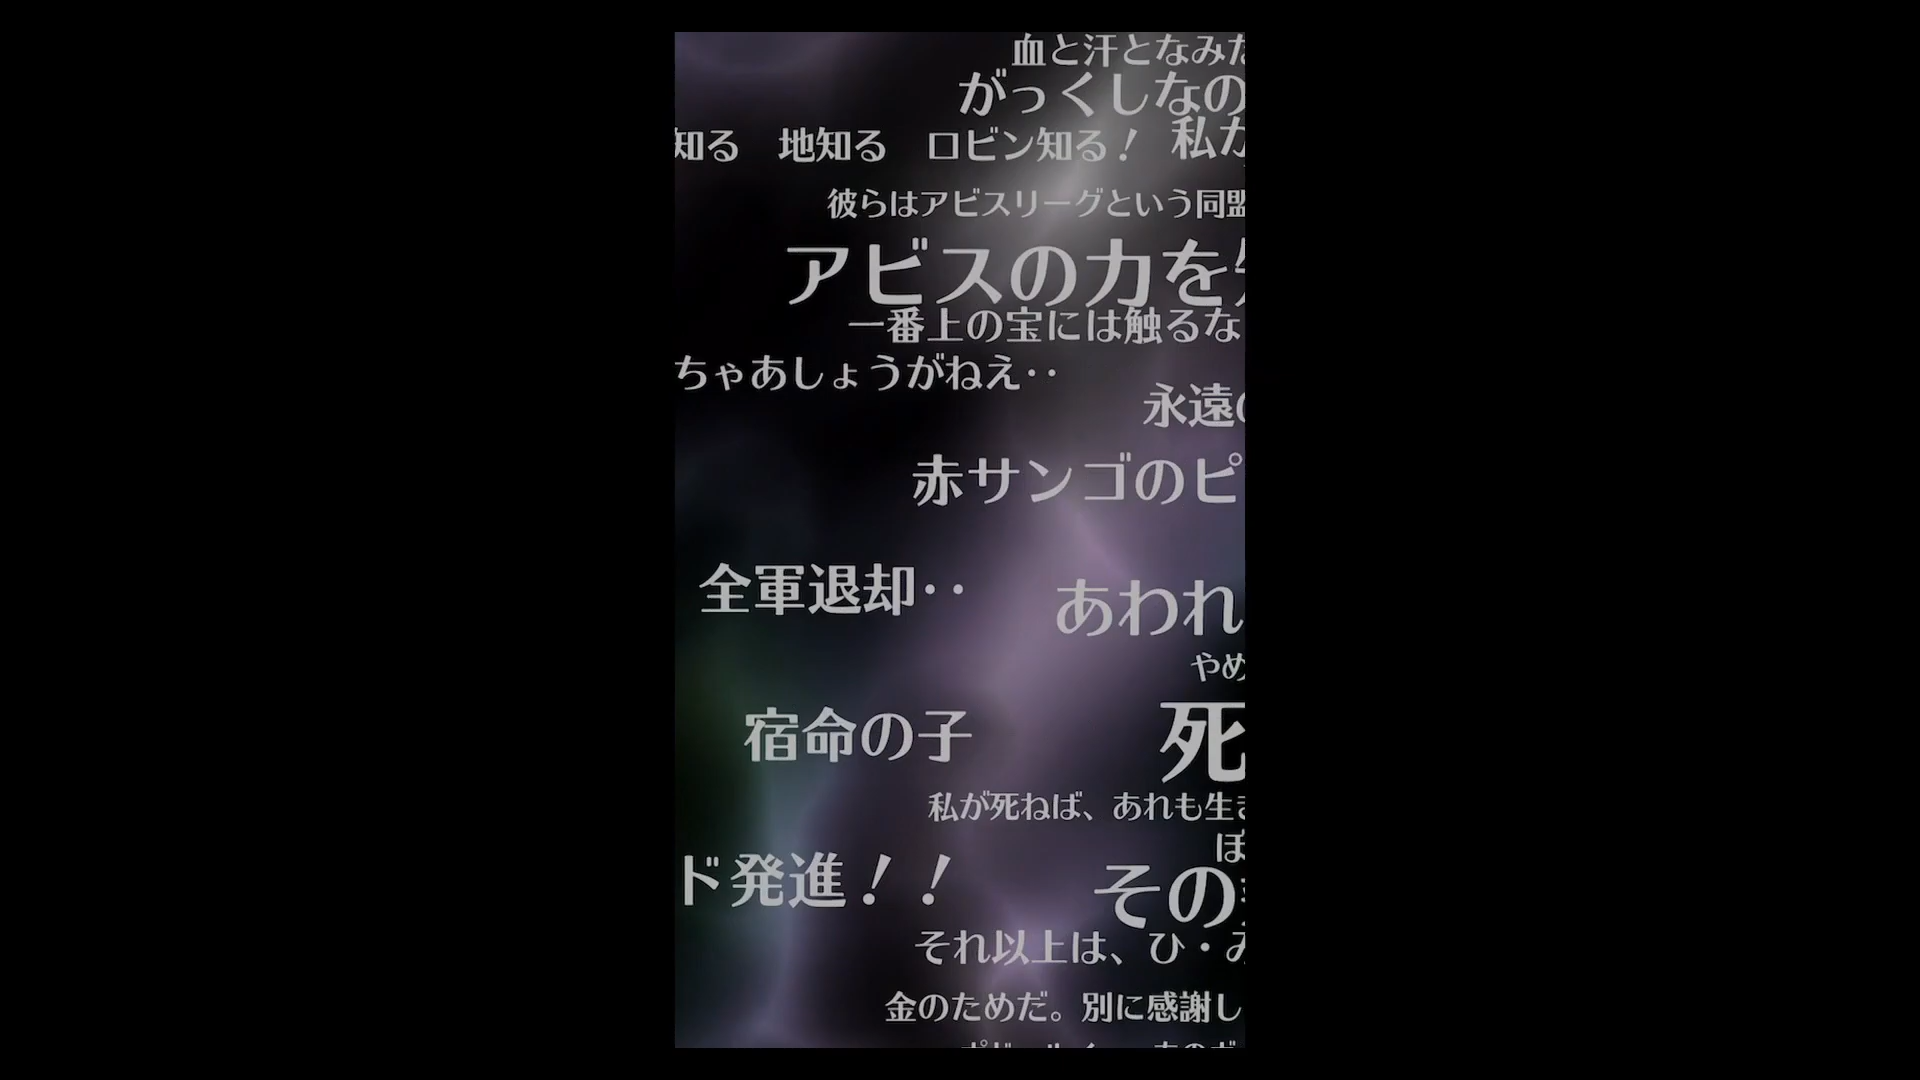 血と汗となみだ
がっくしなの
知る　地知る　ロビン知る！
私が
彼らはアビスリーグという同盟
アビスの力を
一番上の宝には触るな
ちゃあしょうがねえ‥
永遠の
赤サンゴのピ
全軍退却‥
あわれ
やめ
宿命の子
死
私が死ねば、あれも生き
ぼ
ド発進！！
その
それ以上は、ひ・み
金のためだ。別に感謝し